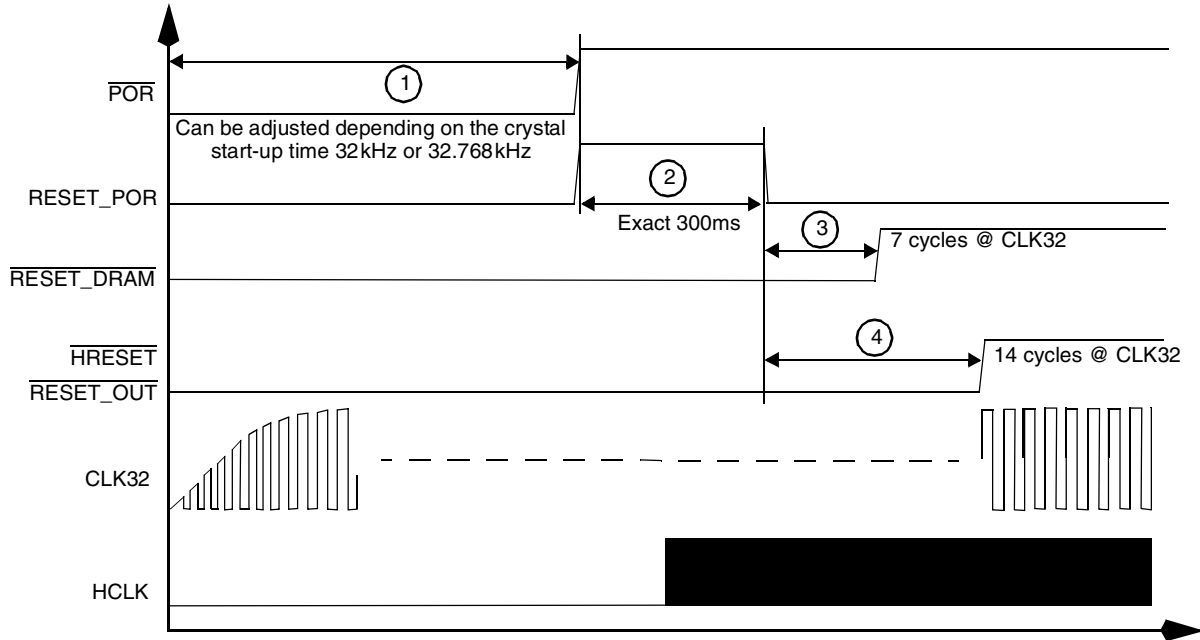 1
POR
Can be adjusted depending on the crystal
start-up time 32kHz or 32.768kHz
2
RESET_POR
Exact 300ms
3
7 cycles @ CLK32
RESET_DRAM
4
HRESET
14 cycles @ CLK32
RESET_OUT
CLK32
HCLK